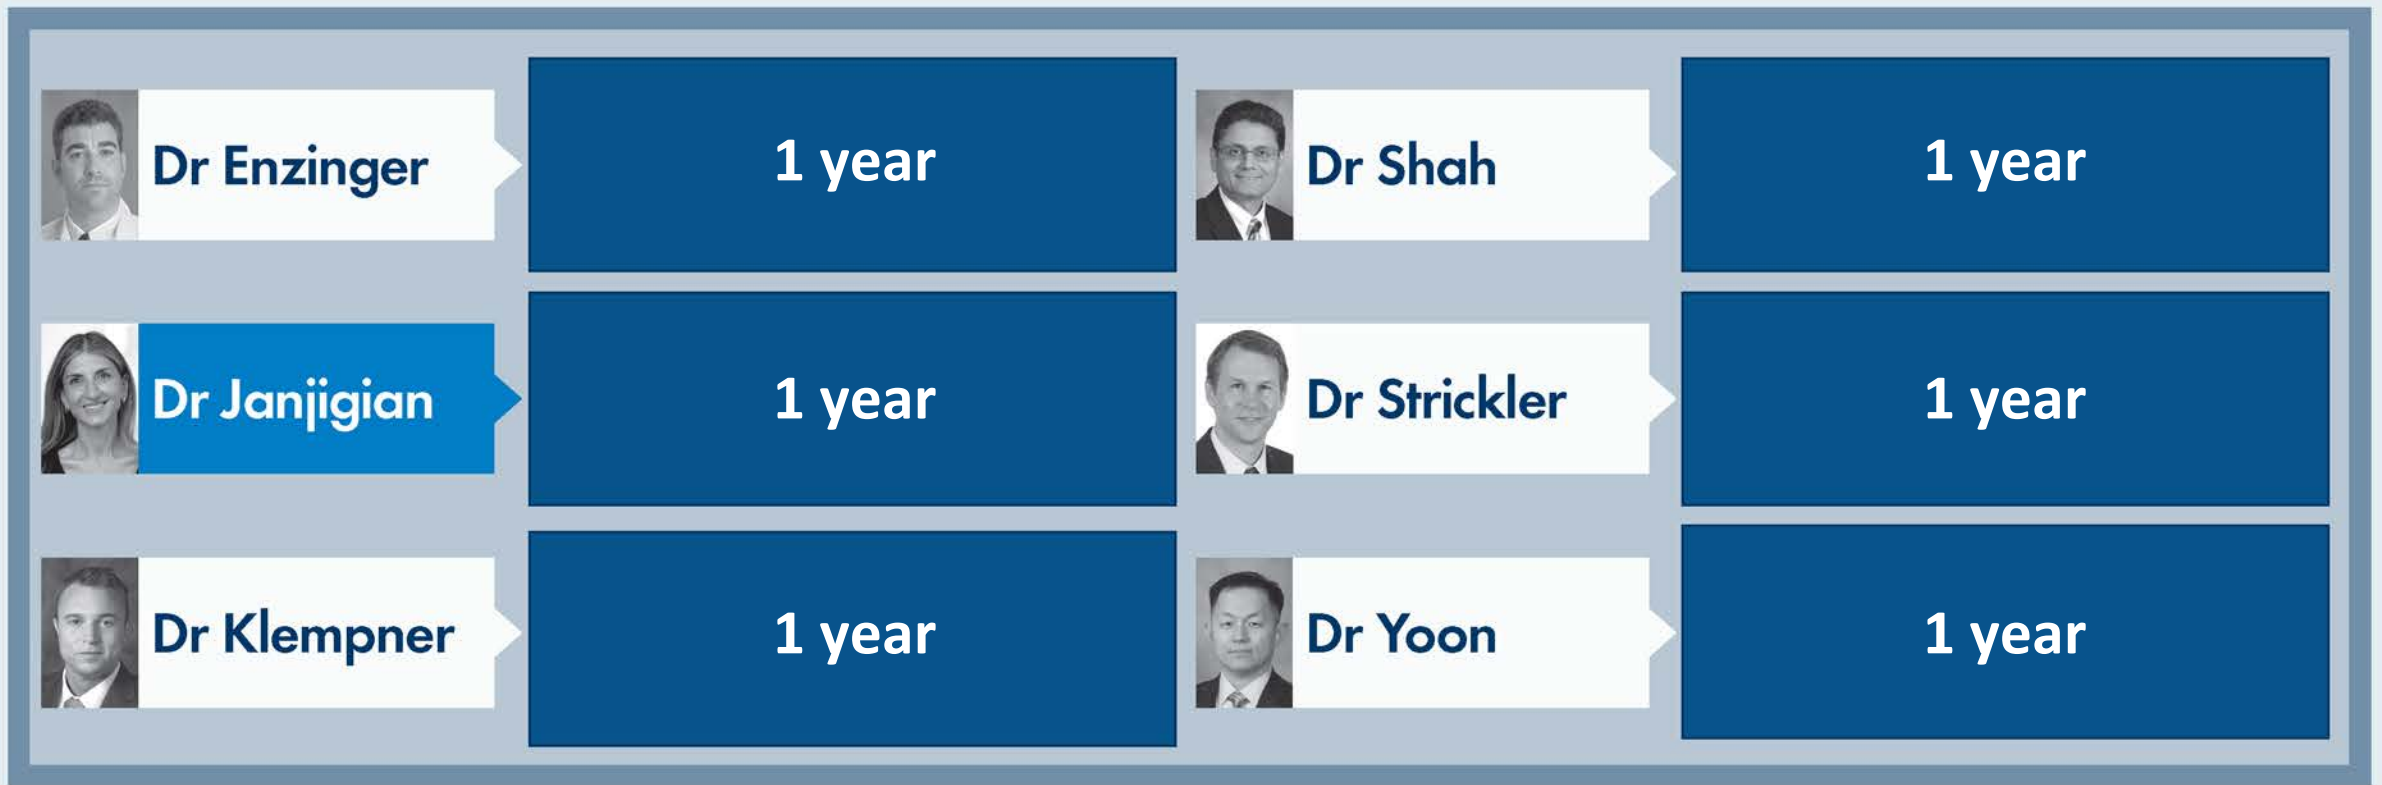 Dr Enzinger
1 year
Dr Shah
1 year
Dr Janjigian
1 year
Dr Strickler
1 year
Dr Klempner
1 year
Dr Yoon
1 year